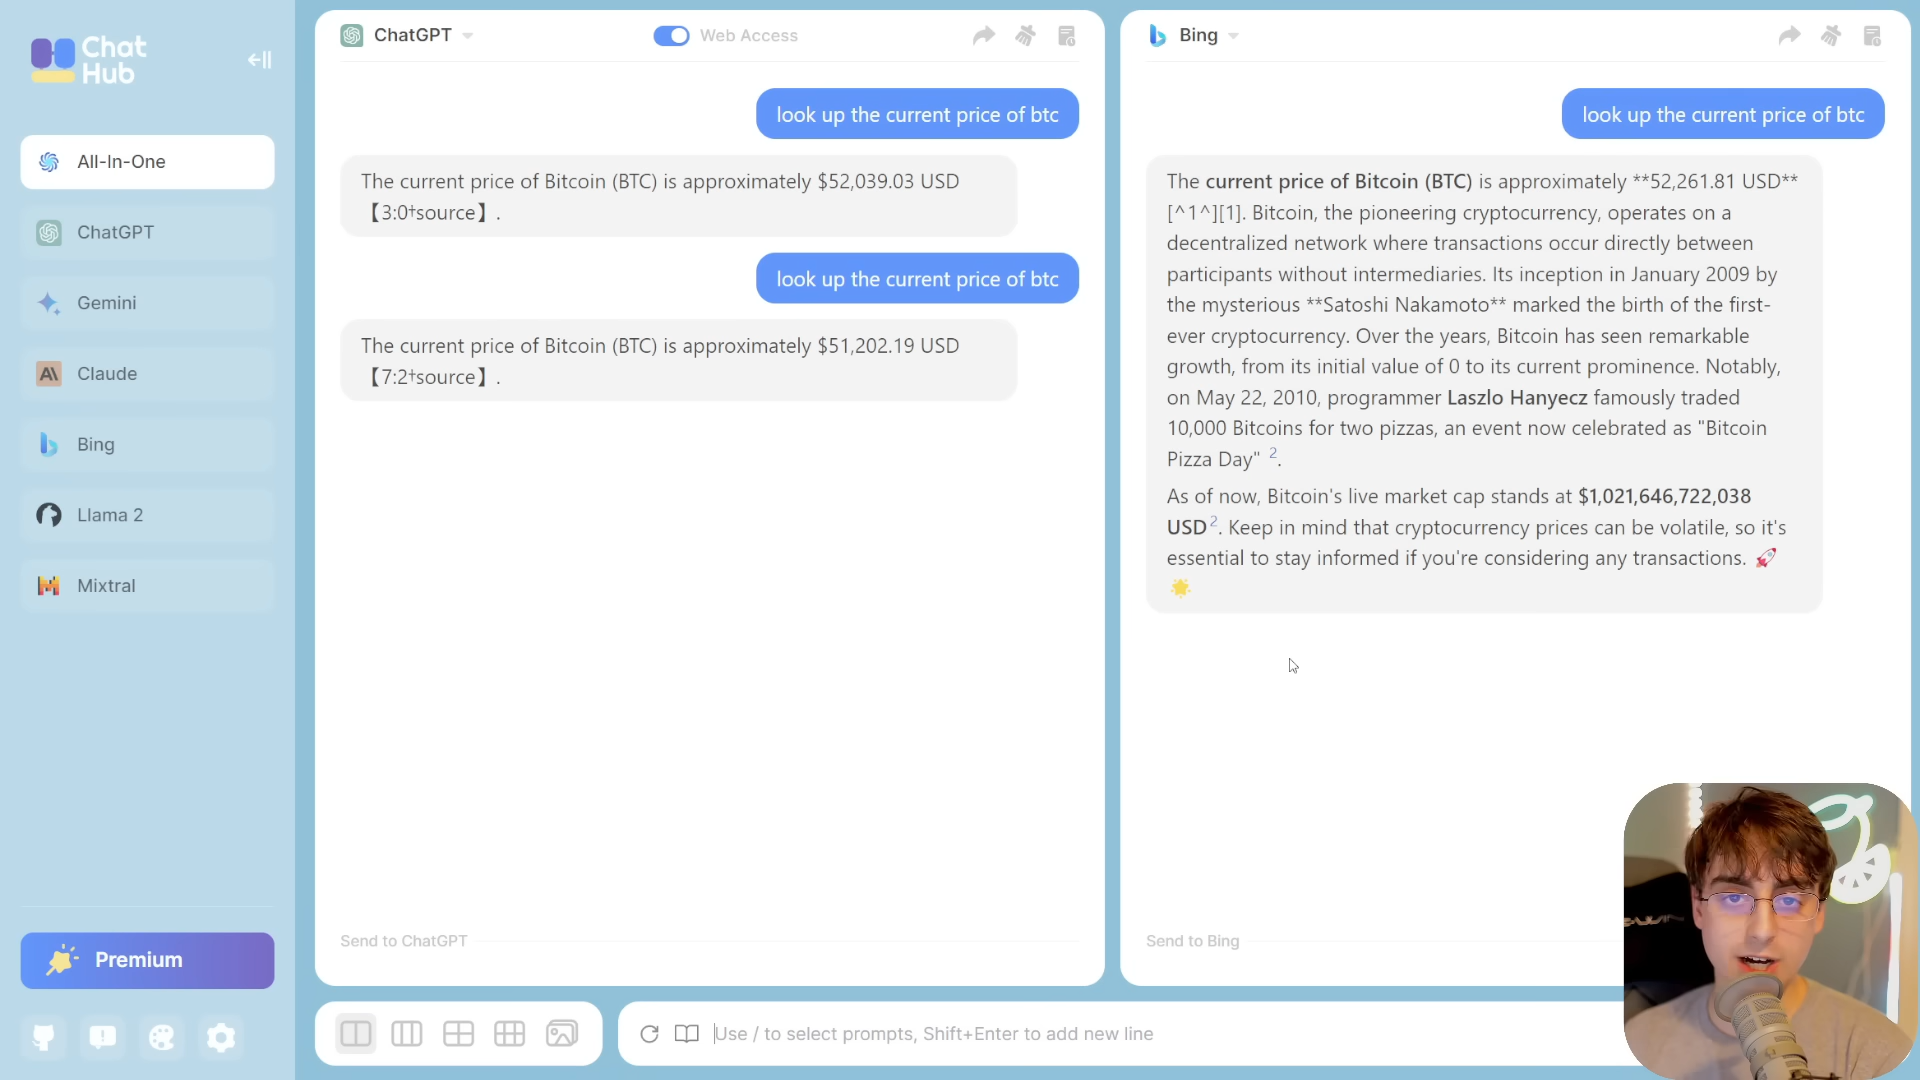 Chat
Hub
All-In-One
ChatGPT
Gemini
Claude
Bing
Llama 2
Mixtral
Premium
ChatGPT
Web Access
look up the current price of btc
The current price of Bitcoin (BTC) is approximately $52,039.03 USD
【3:0†source】.
look up the current price of btc
The current price of Bitcoin (BTC) is approximately $51,202.19 USD
【7:2†source】.
Send to ChatGPT
Bing
look up the current price of btc
The current price of Bitcoin (BTC) is approximately **52,261.81 USD**
[^1^][1]. Bitcoin, the pioneering cryptocurrency, operates on a
decentralized network where transactions occur directly between
participants without intermediaries. Its inception in January 2009 by
the mysterious **Satoshi Nakamoto** marked the birth of the first-
ever cryptocurrency. Over the years, Bitcoin has seen remarkable
growth, from its initial value of 0 to its current prominence. Notably,
on May 22, 2010, programmer Laszlo Hanyecz famously traded
10,000 Bitcoins for two pizzas, an event now celebrated as "Bitcoin
Pizza Day" 2.
As of now, Bitcoin's live market cap stands at $1,021,646,722,038
USD2. Keep in mind that cryptocurrency prices can be volatile, so it's
essential to stay informed if you're considering any transactions. 🚀
🌟
Send to Bing
Use / to select prompts, Shift+Enter to add new line